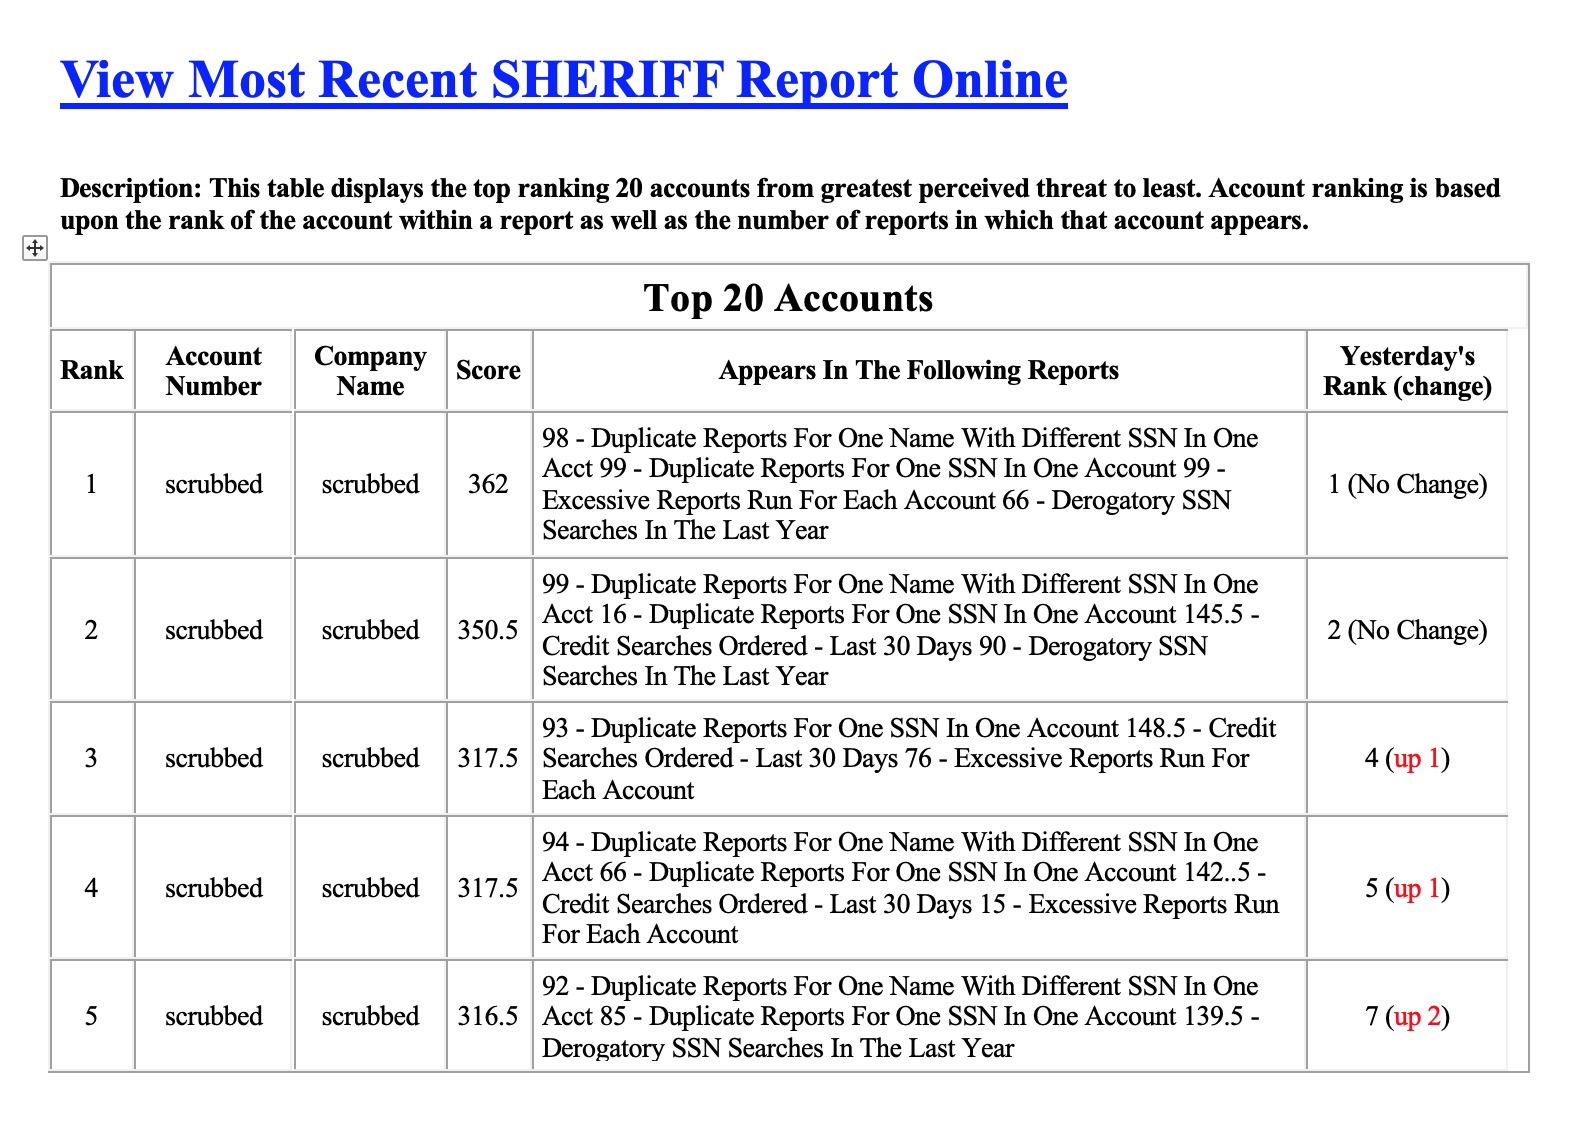 View Most Recent SHERIFF Report Online
Description: This table displays the top ranking 20 accounts from greatest perceived threat to least. Account ranking is based
upon the rank of the account within a report as well as the number of reports in which that account appears.
Top 20 Accounts
Rank
Account
Number
Company
Name
Score
Appears In The Following Reports
Yesterday's
Rank (change)
1
scrubbed
scrubbed
362
98 - Duplicate Reports For One Name With Different SSN In One
Acct 99 - Duplicate Reports For One SSN In One Account 99 -
Excessive Reports Run For Each Account 66 - Derogatory SSN
Searches In The Last Year
1 (No Change)
2
scrubbed
scrubbed
350.5
99 - Duplicate Reports For One Name With Different SSN In One
Acct 16 - Duplicate Reports For One SSN In One Account 145.5 -
Credit Searches Ordered - Last 30 Days 90 - Derogatory SSN
Searches In The Last Year
2 (No Change)
3
scrubbed
scrubbed
317.5
93 - Duplicate Reports For One SSN In One Account 148.5 - Credit
Searches Ordered - Last 30 Days 76 - Excessive Reports Run For
Each Account
4 (up 1)
4
scrubbed
scrubbed
317.5
94 - Duplicate Reports For One Name With Different SSN In One
Acct 66 - Duplicate Reports For One SSN In One Account 142..5 -
Credit Searches Ordered - Last 30 Days 15 - Excessive Reports Run
For Each Account
5 (up 1)
5
scrubbed
scrubbed
316.5
92 - Duplicate Reports For One Name With Different SSN In One
Acct 85 - Duplicate Reports For One SSN In One Account 139.5 -
Derogatory SSN Searches In The Last Year
7 (up 2)